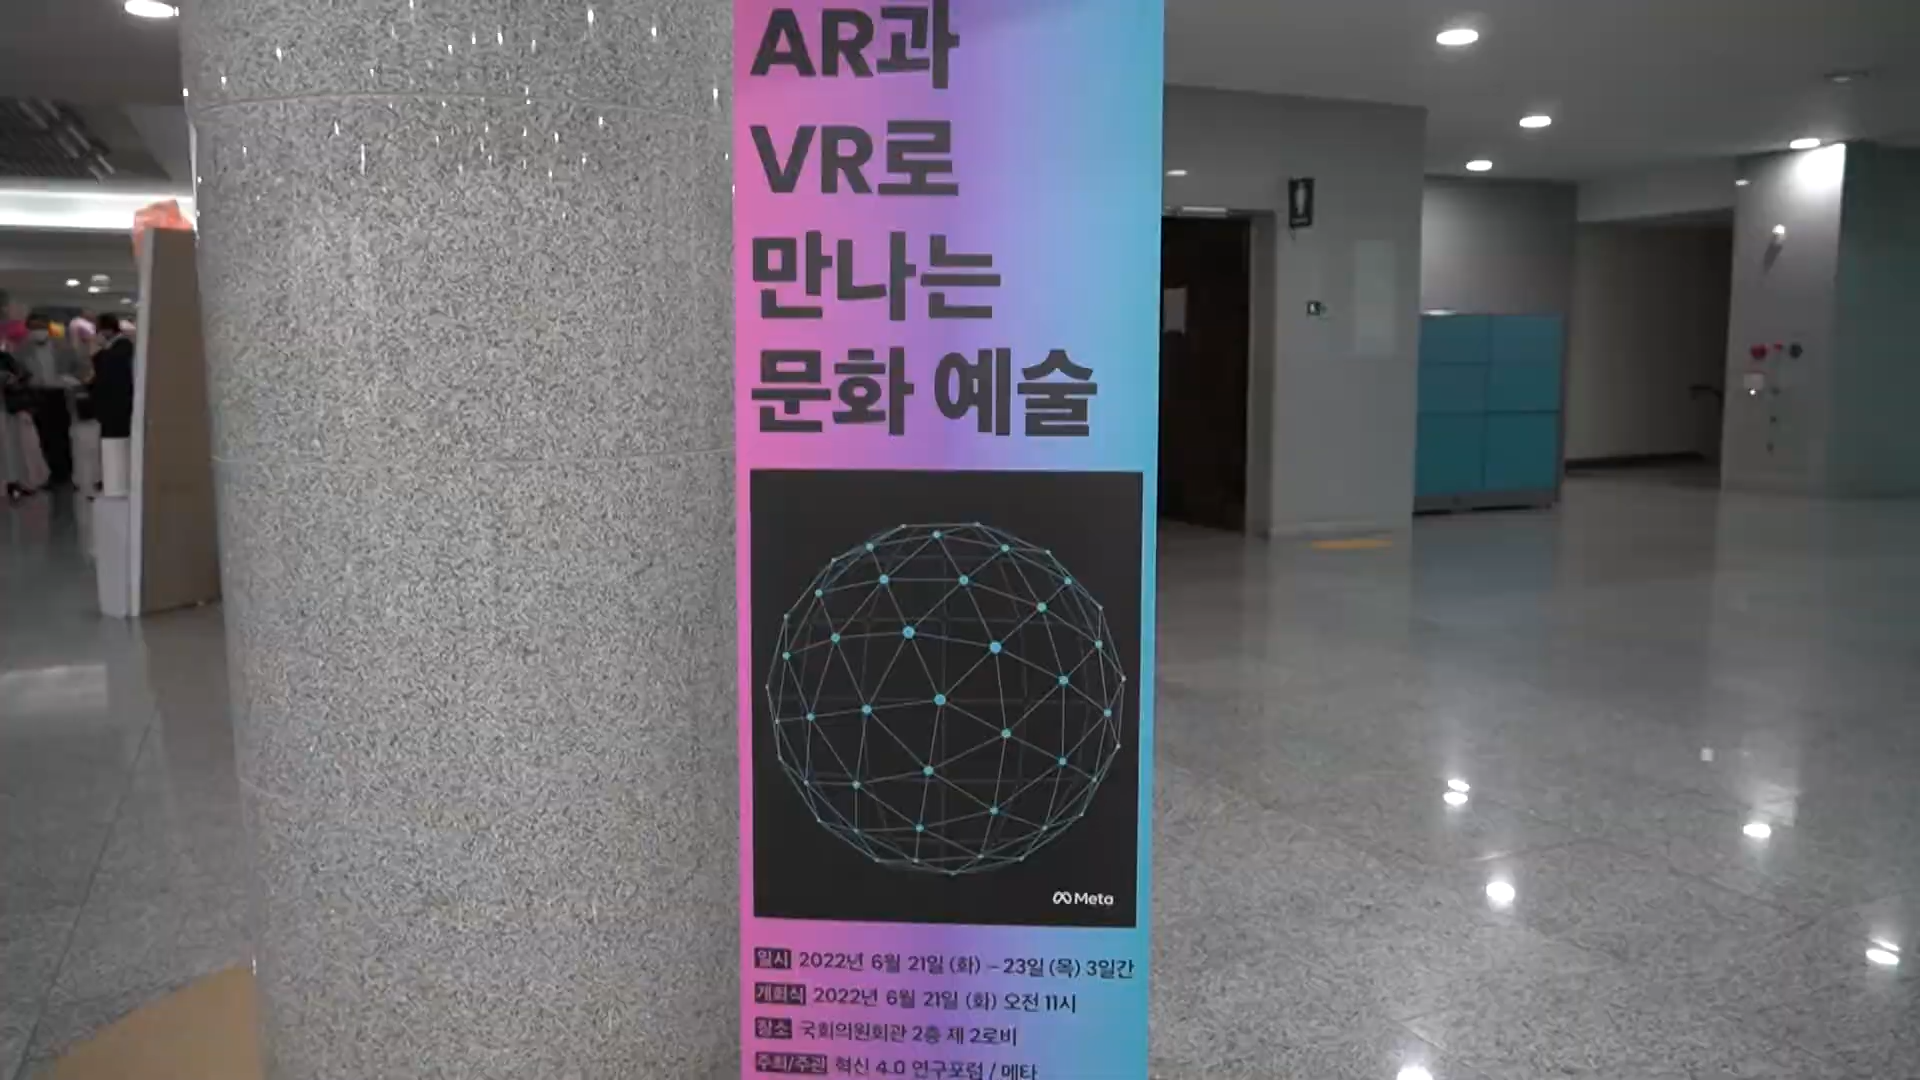 AR과
VR로
만나는
문화 예술
Meta
일시 2022년 6월 21일 (화) - 23일 (목) 3일간
개회식 2022년 6월 21일 (화) 오전 11시
장소 국회의원회관 2층 제 2로비
주최/주관 혁신 4.0 연구포럼 / 메타